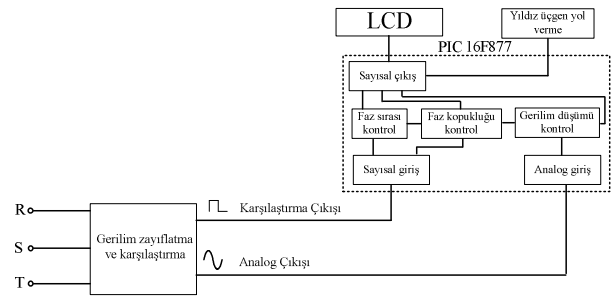 LCD
Yıldız üçgen yol
verme
PIC 16F877
Sayısal çıkış
Faz sırası
kontrol
Faz kopukluğu
kontrol
Gerilim düşümü
kontrol
Sayısal giriş
Analog giriş
R
S
T
Gerilim zayıflatma
ve karşılaştırma
Karşılaştırma Çıkışı
Analog Çıkışı